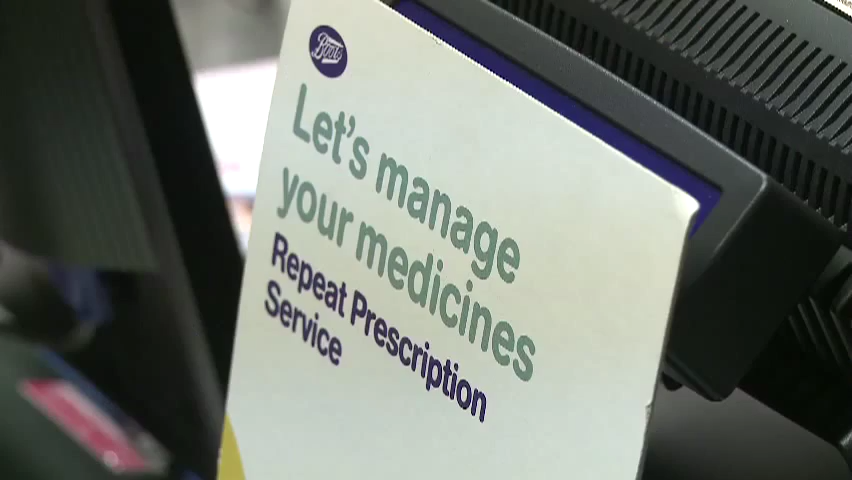 Boots
Let's manage
your medicines
Repeat Prescription
Service